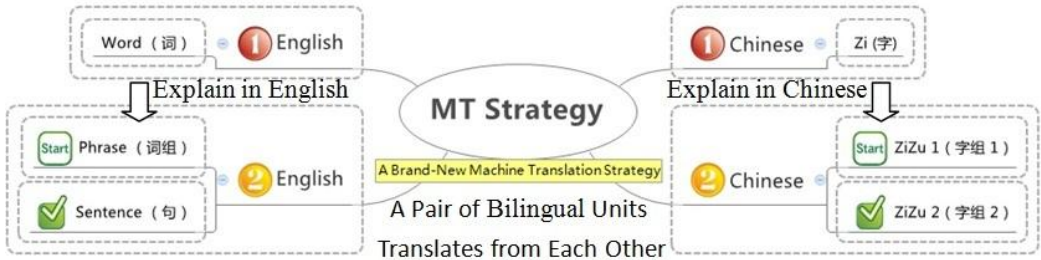 Word （词）
1 English
Explain in English
Start Phrase （词组）
2 English
Sentence （句）
MT Strategy
A Brand-New Machine Translation Strategy
A Pair of Bilingual Units
Translates from Each Other
1 Chinese
Zi (字)
Explain in Chinese
2 Chinese
Start ZiZu 1（字组 1）
ZiZu 2（字组 2）